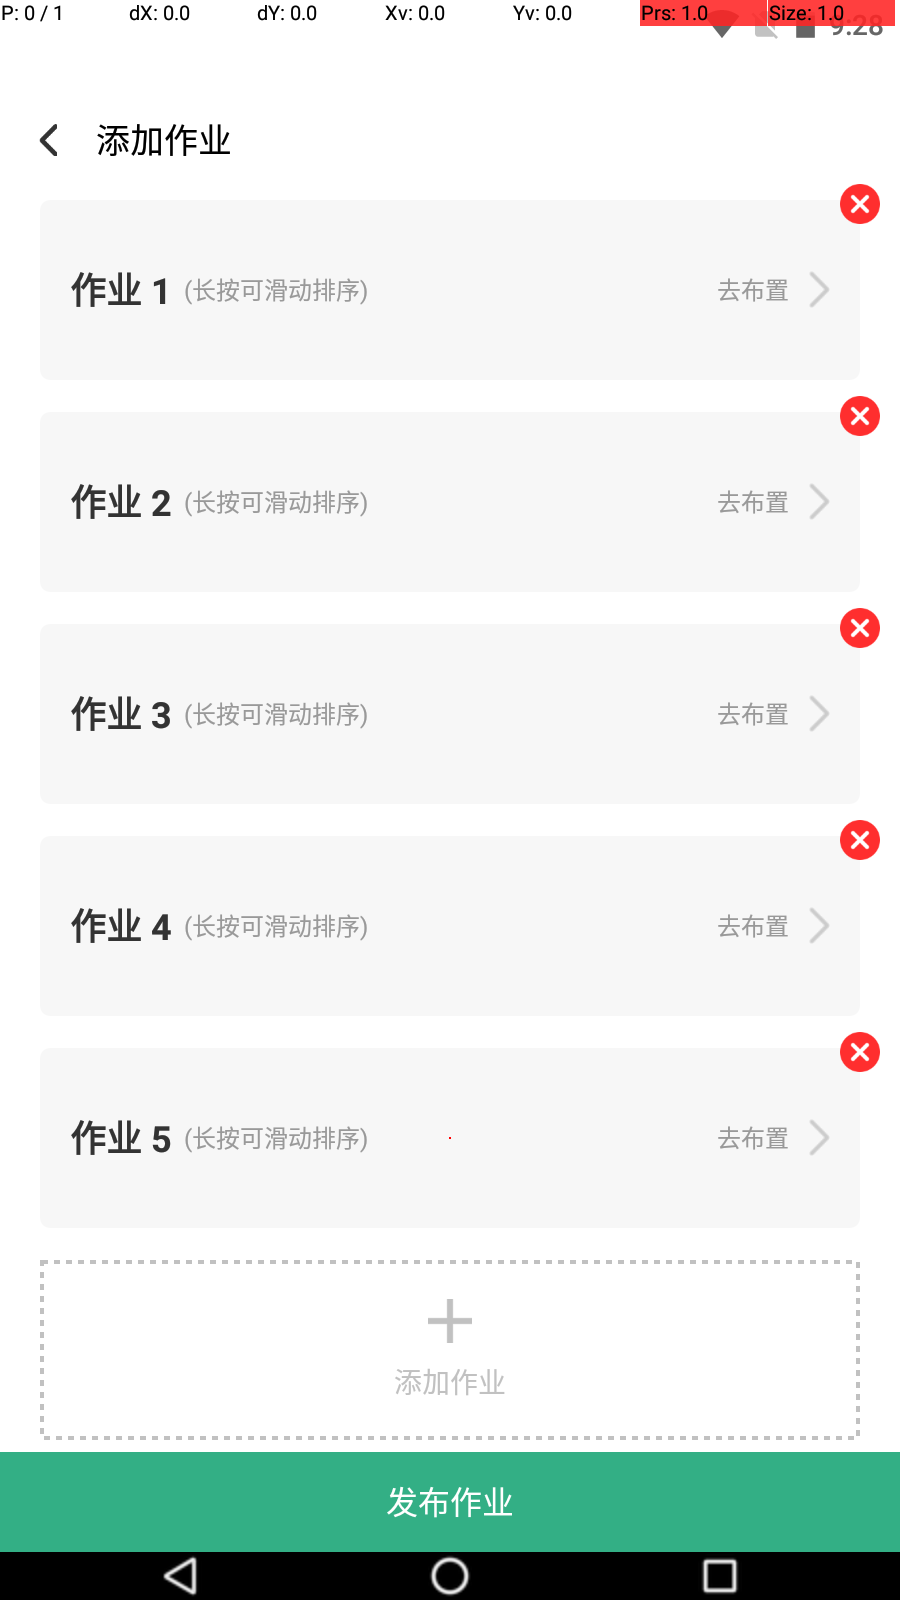 P: 0 / 1 dX: 0.0 dY: 0.0 Xv: 0.0 Yv: 0.0 Prs: 1.0 Size: 1.0
9:28
添加作业
作业 1 (长按可滑动排序) 去布置
作业 2 (长按可滑动排序) 去布置
作业 3 (长按可滑动排序) 去布置
作业 4 (长按可滑动排序) 去布置
作业 5 (长按可滑动排序) 去布置
添加作业
发布作业